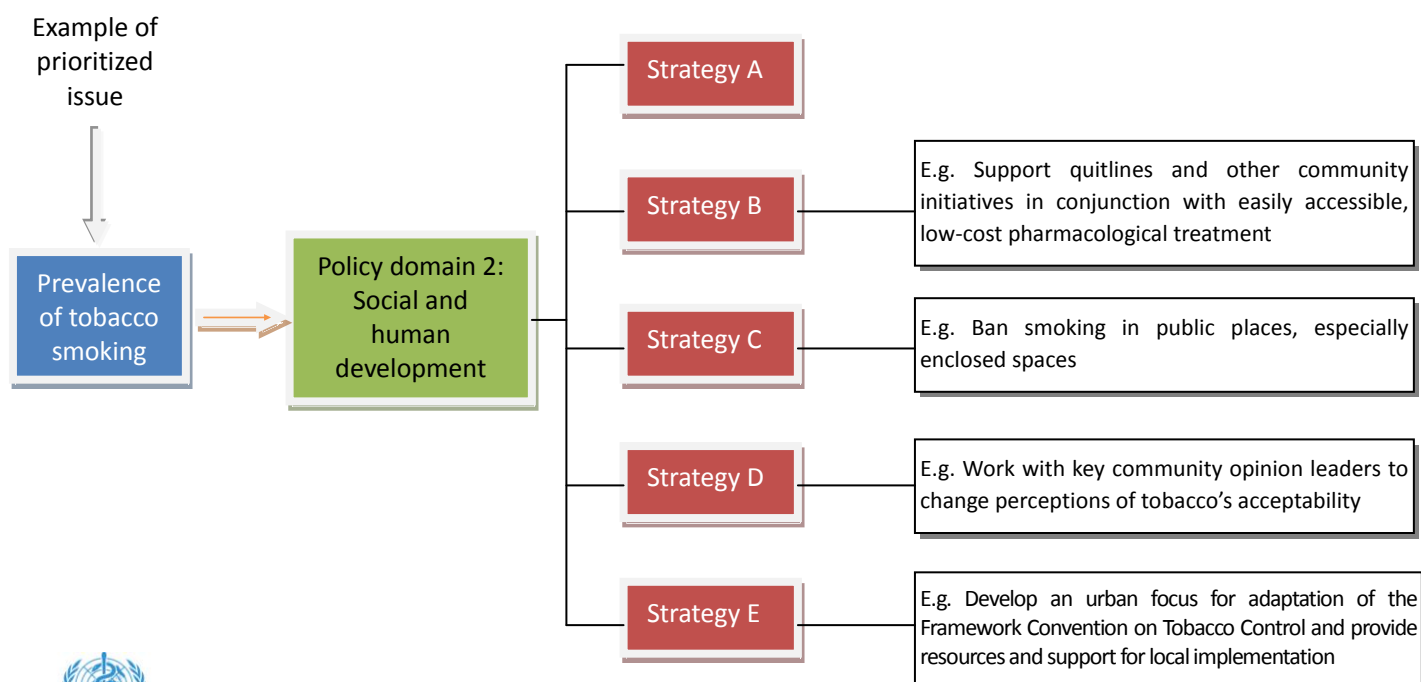 Example of
prioritized
issue
Prevalence
of tobacco
smoking
Policy domain 2:
Social and
human
development
Strategy A
Strategy B
E.g. Support quitlines and other community
initiatives in conjunction with easily accessible,
low-cost pharmacological treatment
Strategy C
E.g. Ban smoking in public places, especially
enclosed spaces
Strategy D
E.g. Work with key community opinion leaders to
change perceptions of tobacco’s acceptability
Strategy E
E.g. Develop an urban focus for adaptation of the
Framework Convention on Tobacco Control and provide
resources and support for local implementation